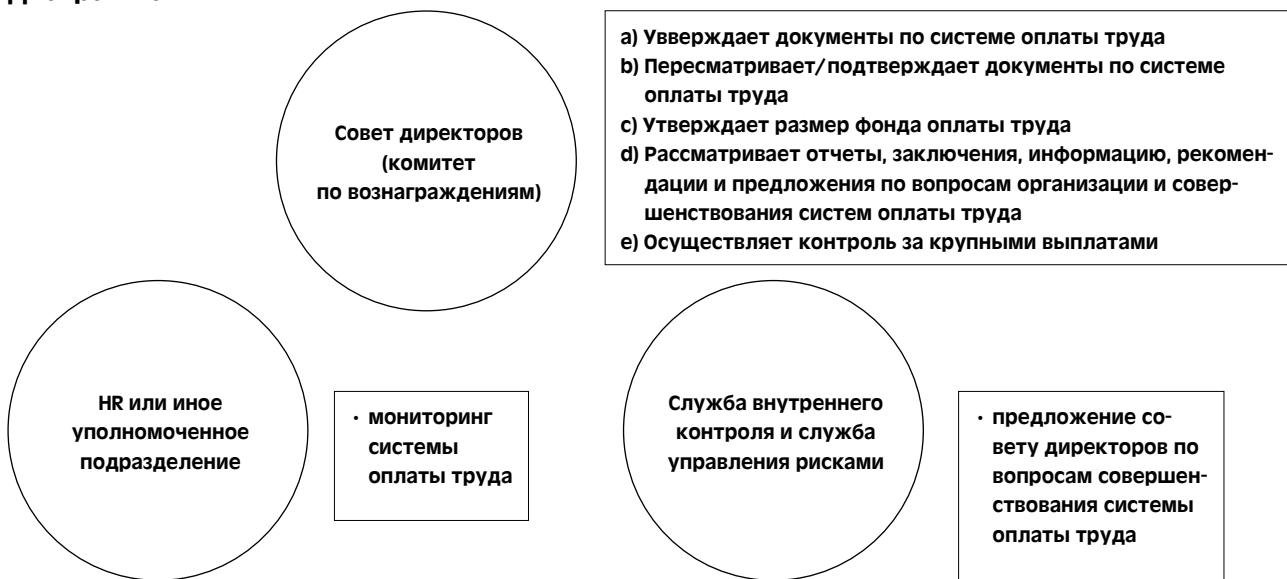 Совет директоров
(комитет
по вознаграждениям)
a) Увверждает документы по системе оплаты труда
b) Пересматривает/подтверждает документы по системе
оплаты труда
c) Утверждает размер фонда оплаты труда
d) Рассматривает отчеты, заключения, информацию, рекомен-
дации и предложения по вопросам организации и совер-
шенствования систем оплаты труда
e) Осуществляет контроль за крупными выплатами
HR или иное
уполномоченное
подразделение
• мониторинг
системы
оплаты труда
Служба внутреннего
контроля и служба
управления рисками
• предложение со-
вету директоров по
вопросам совершен-
ствования системы
оплаты труда